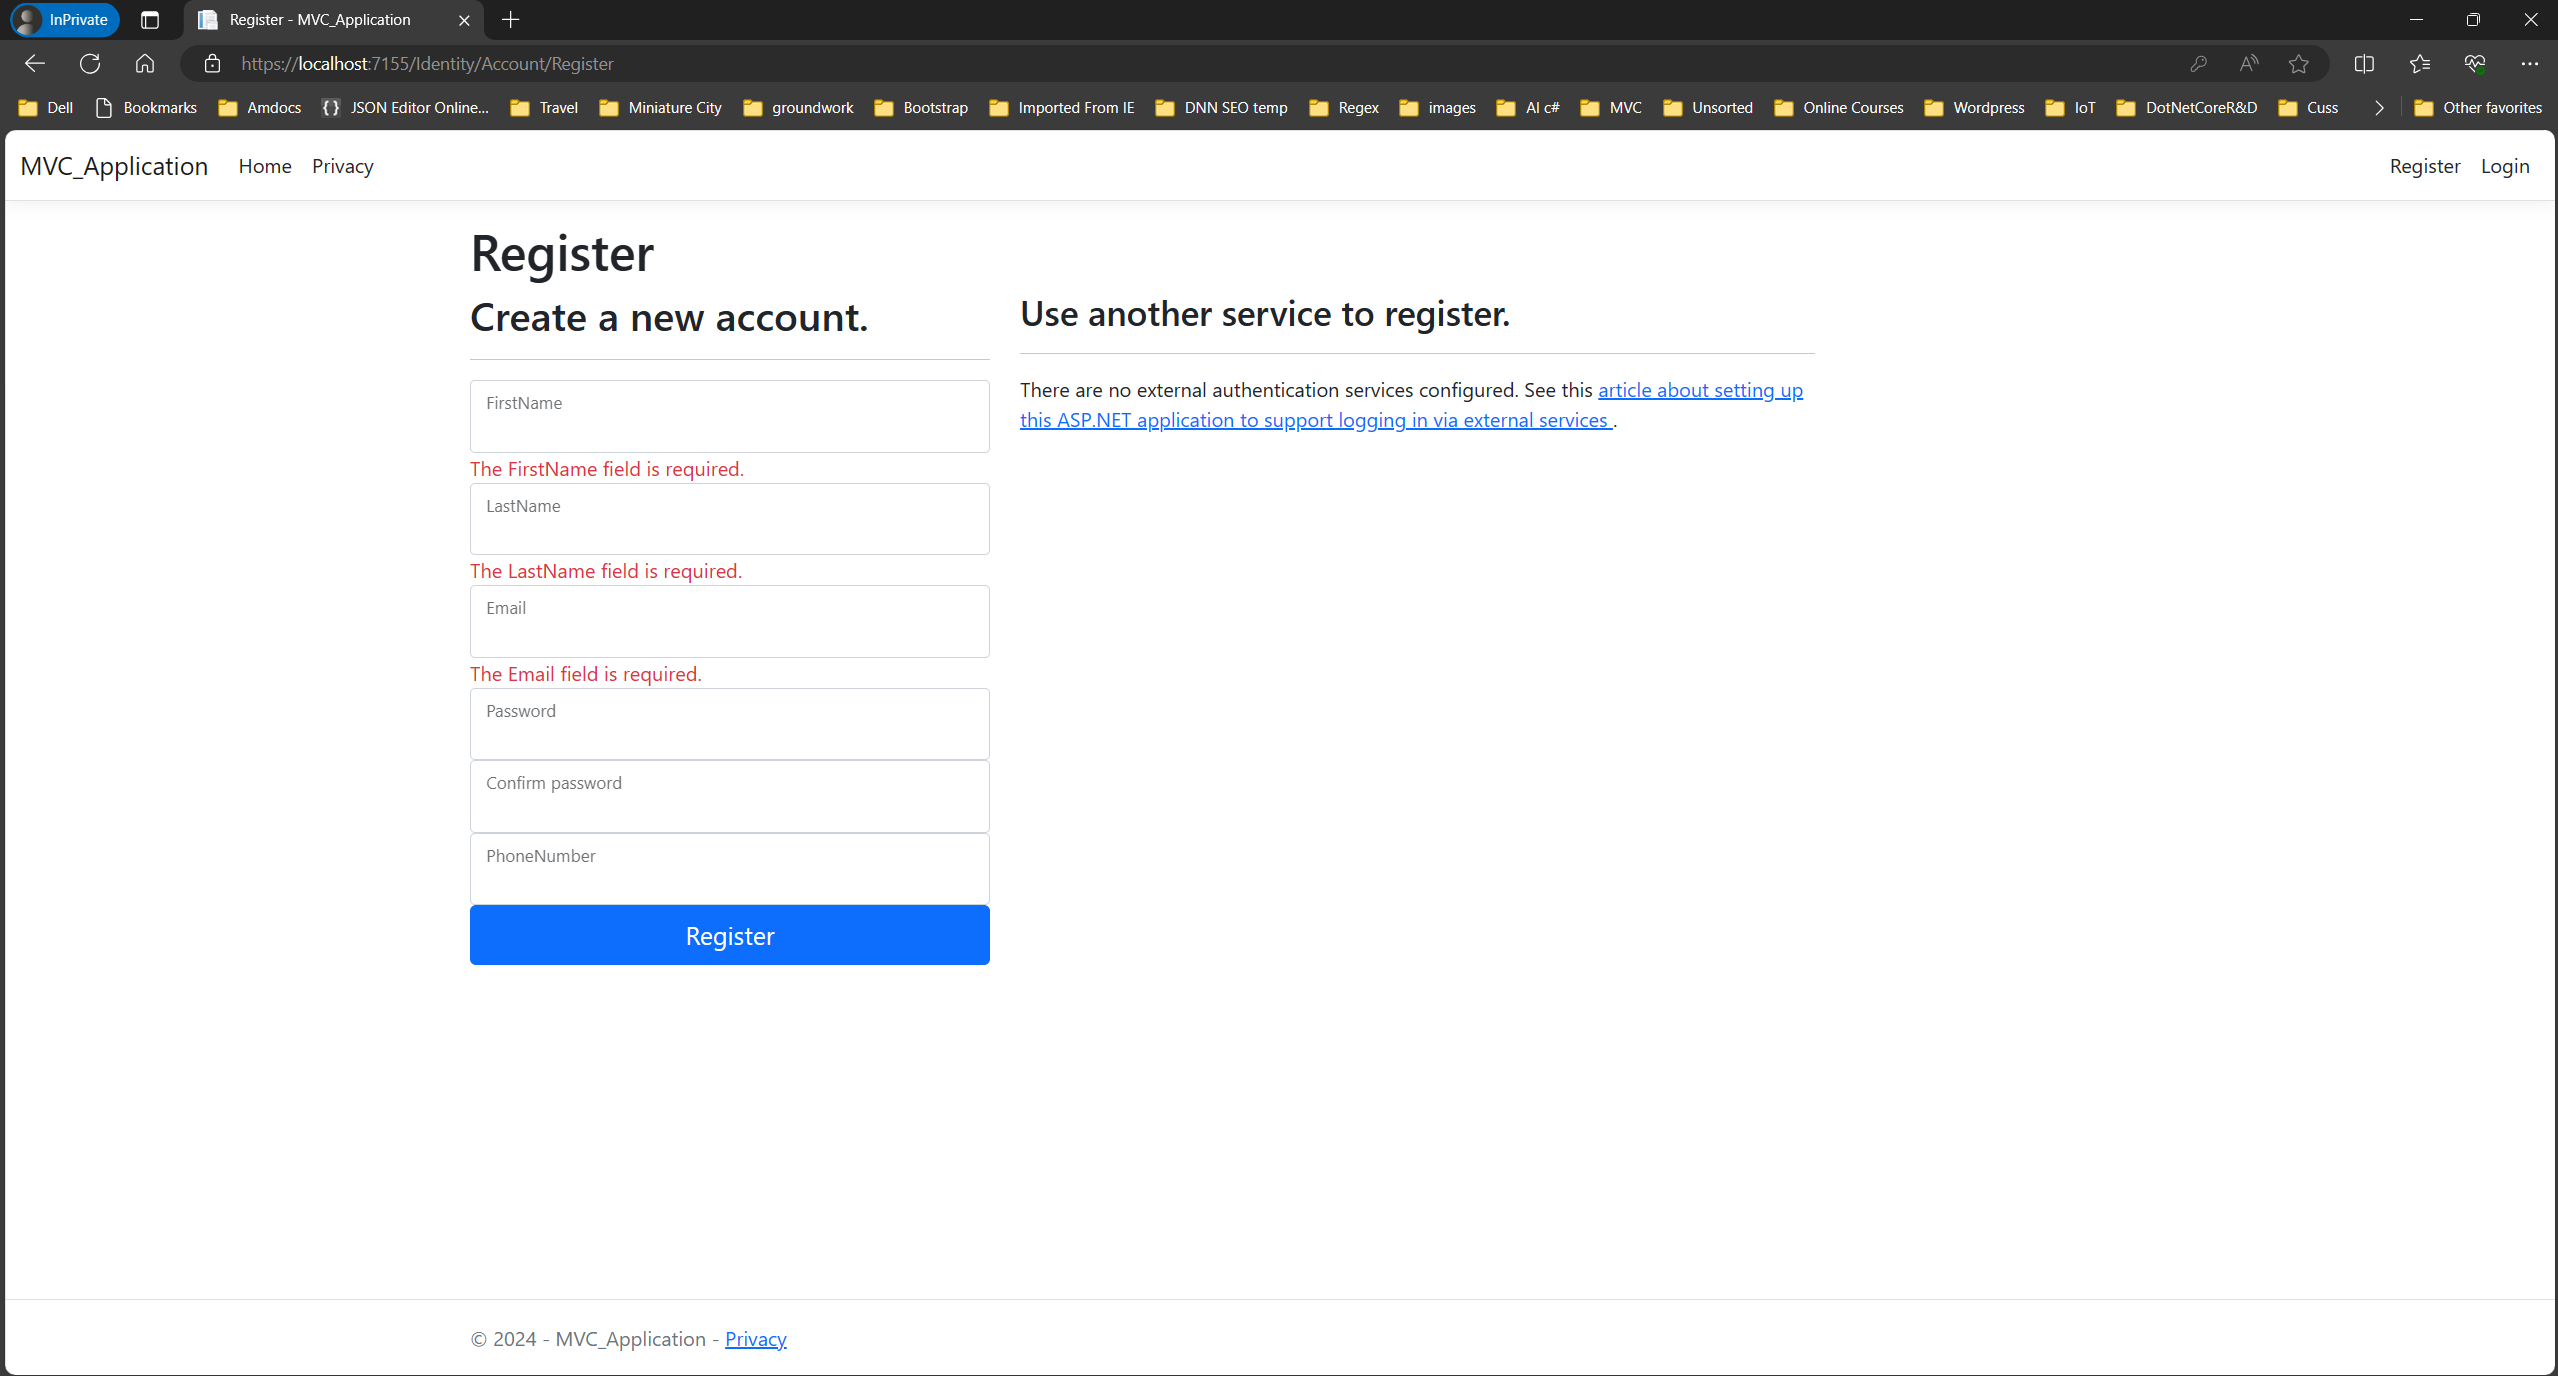 InPrivate
Register - MVC_Application
https://localhost:7155/Identity/Account/Register
Dell Bookmarks Amdocs JSON Editor Online... Travel Miniature City groundwork Bootstrap Imported From IE DNN SEO temp Regex images AI c# MVC Unsorted Online Courses Wordpress IoT DotNetCoreR&D Cuss Other favorites
MVC_Application Home Privacy Register Login
Register
Create a new account.
FirstName
The FirstName field is required.
LastName
The LastName field is required.
Email
The Email field is required.
Password
Confirm password
PhoneNumber
Register
Use another service to register.
There are no external authentication services configured. See this article about setting up
this ASP.NET application to support logging in via external services .
© 2024 - MVC_Application - Privacy